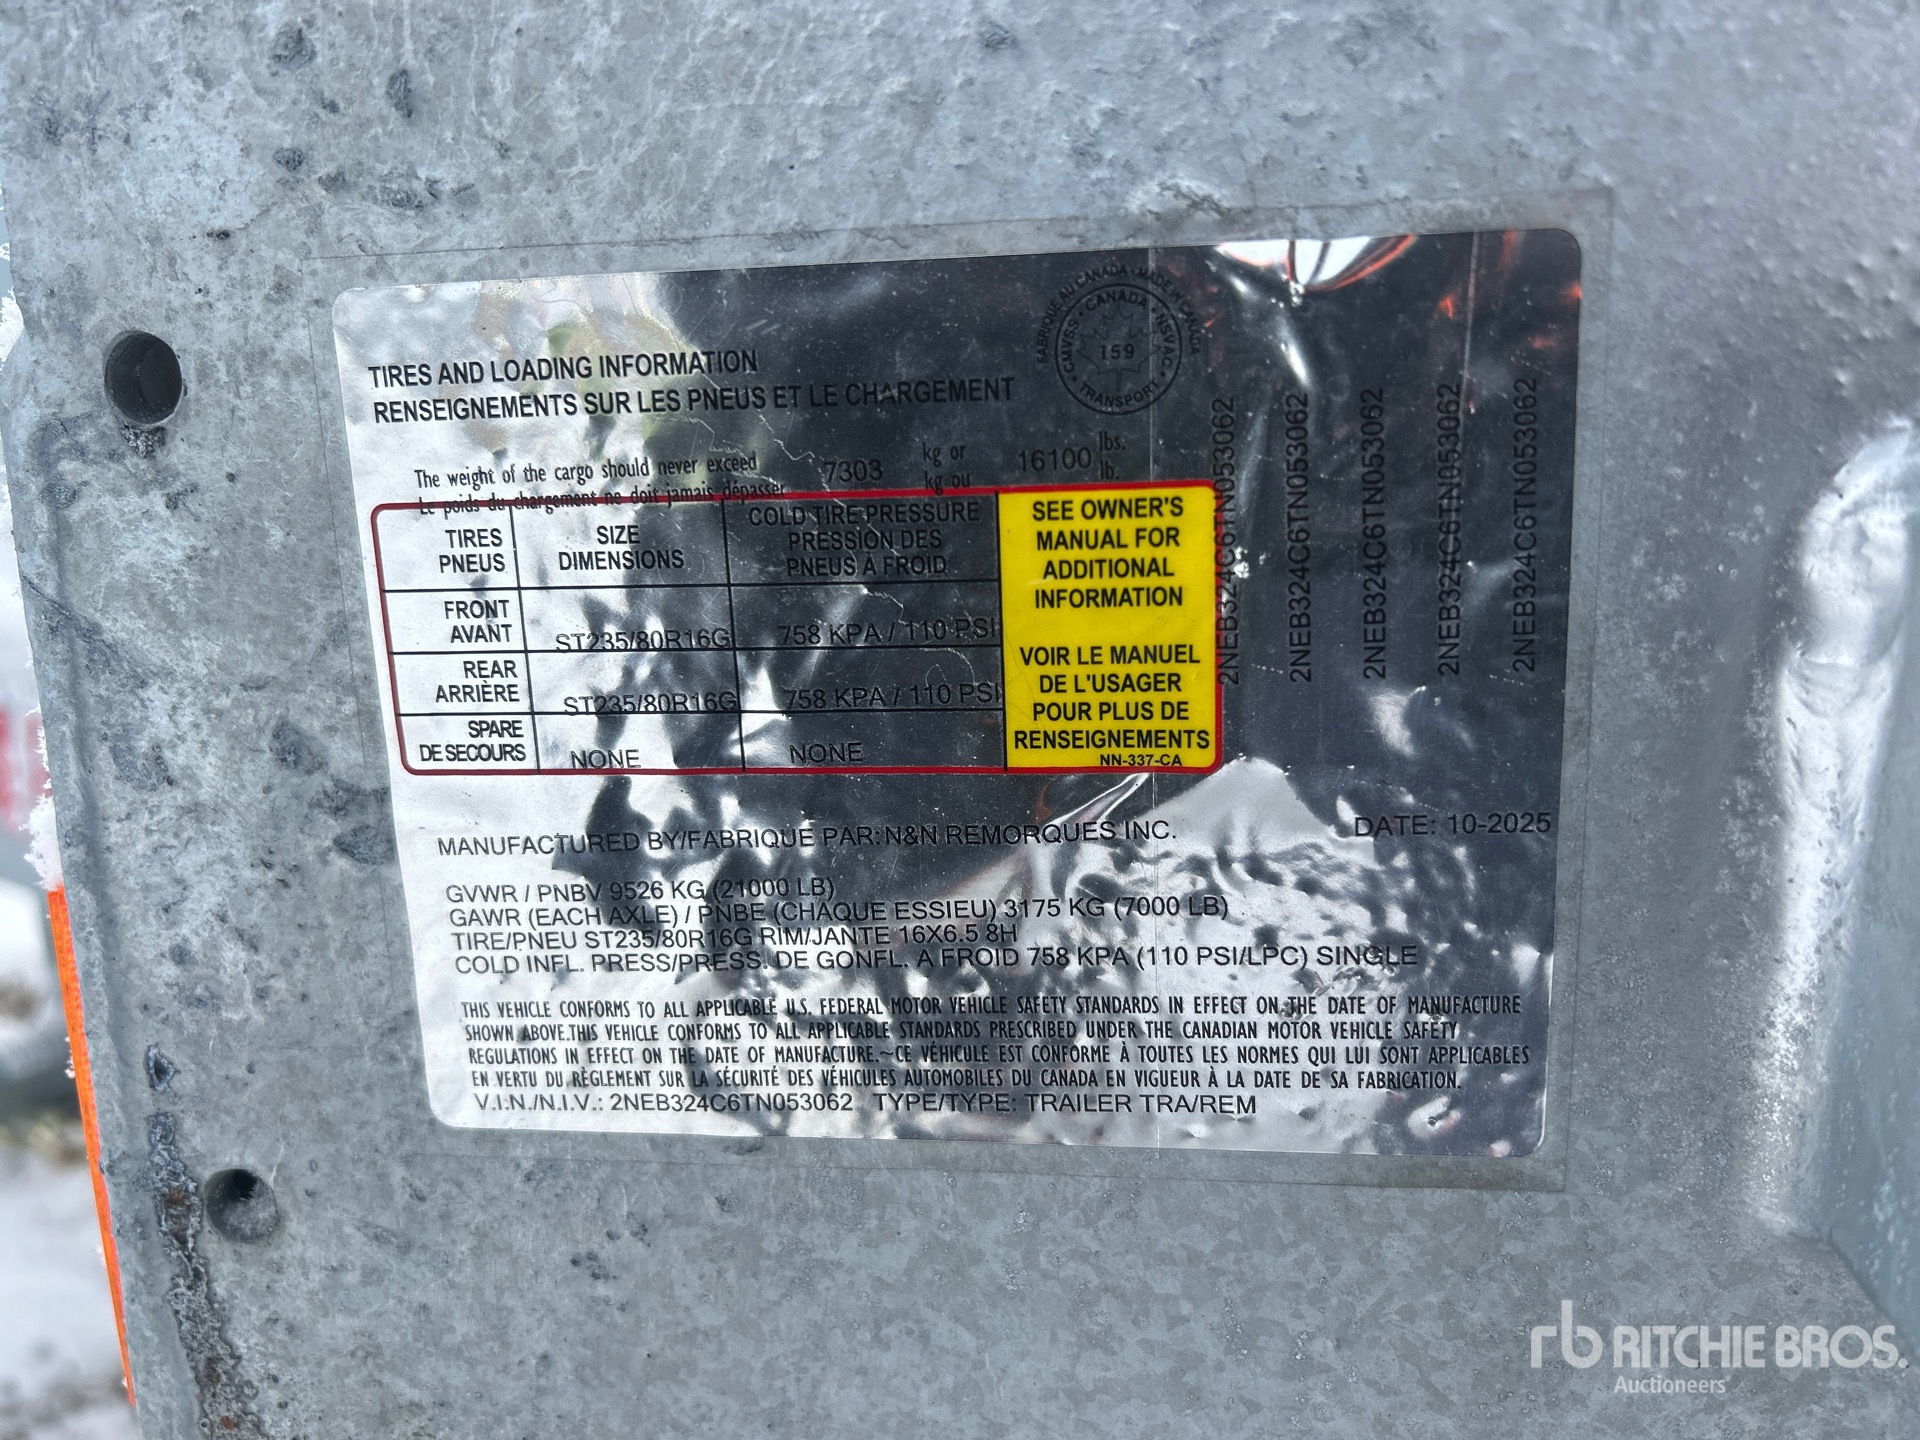 FABRIQUE AU CANADA - MADE IN CANADA
CMVSS • CANADA • NSVAC • TRANSPORT
159
TIRES AND LOADING INFORMATION
RENSEIGNEMENTS SUR LES PNEUS ET LE CHARGEMENT
The weight of the cargo should never exceed 7303 kg or 16100 lbs.
Le poids du chargement ne doit jamais dépasser kg ou lb.
TIRES
PNEUS
SIZE
DIMENSIONS
COLD TIRE PRESSURE
PRESSION DES
PNEUS À FROID
FRONT
AVANT
ST235/80R16G
758 KPA / 110 PSI
REAR
ARRIÈRE
ST235/80R16G
758 KPA / 110 PSI
SPARE
DE SECOURS
NONE
NONE
SEE OWNER'S
MANUAL FOR
ADDITIONAL
INFORMATION
VOIR LE MANUEL
DE L'USAGER
POUR PLUS DE
RENSEIGNEMENTS
NN-337-CA
2NEB324C6TN053062
2NEB324C6TN053062
2NEB324C6TN053062
2NEB324C6TN053062
2NEB324C6TN053062
MANUFACTURED BY/FABRIQUE PAR: N&N REMORQUES INC.
DATE: 10-2025
GVWR / PNBV 9526 KG (21000 LB)
GAWR (EACH AXLE) / PNBE (CHAQUE ESSIEU) 3175 KG (7000 LB)
TIRE/PNEU ST235/80R16G RIM/JANTE 16X6.5 8H
COLD INFL. PRESS/PRESS. DE GONFL. A FROID 758 KPA (110 PSI/LPC) SINGLE
THIS VEHICLE CONFORMS TO ALL APPLICABLE U.S. FEDERAL MOTOR VEHICLE SAFETY STANDARDS IN EFFECT ON THE DATE OF MANUFACTURE
SHOWN ABOVE.THIS VEHICLE CONFORMS TO ALL APPLICABLE STANDARDS PRESCRIBED UNDER THE CANADIAN MOTOR VEHICLE SAFETY
REGULATIONS IN EFFECT ON THE DATE OF MANUFACTURE.~CE VÉHICULE EST CONFORME À TOUTES LES NORMES QUI LUI SONT APPLICABLES
EN VERTU DU RÈGLEMENT SUR LA SÉCURITÉ DES VÉHICULES AUTOMOBILES DU CANADA EN VIGUEUR À LA DATE DE SA FABRICATION.
V.I.N./N.I.V.: 2NEB324C6TN053062 TYPE/TYPE: TRAILER TRA/REM
rb RITCHIE BROS.
Auctioneers